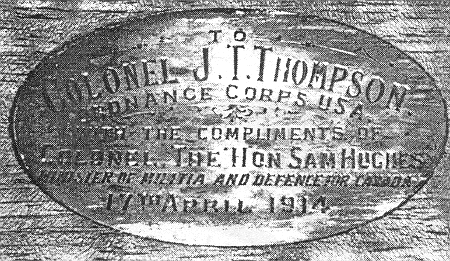 TO
COLONEL J.T. THOMPSON.
ORDNANCE CORPS USA.
WITH THE COMPLIMENTS OF
COLONEL. THE HON SAM HUGHES
MINISTER OF MILITIA AND DEFENCE FOR CANADA
17TH APRIL 1914